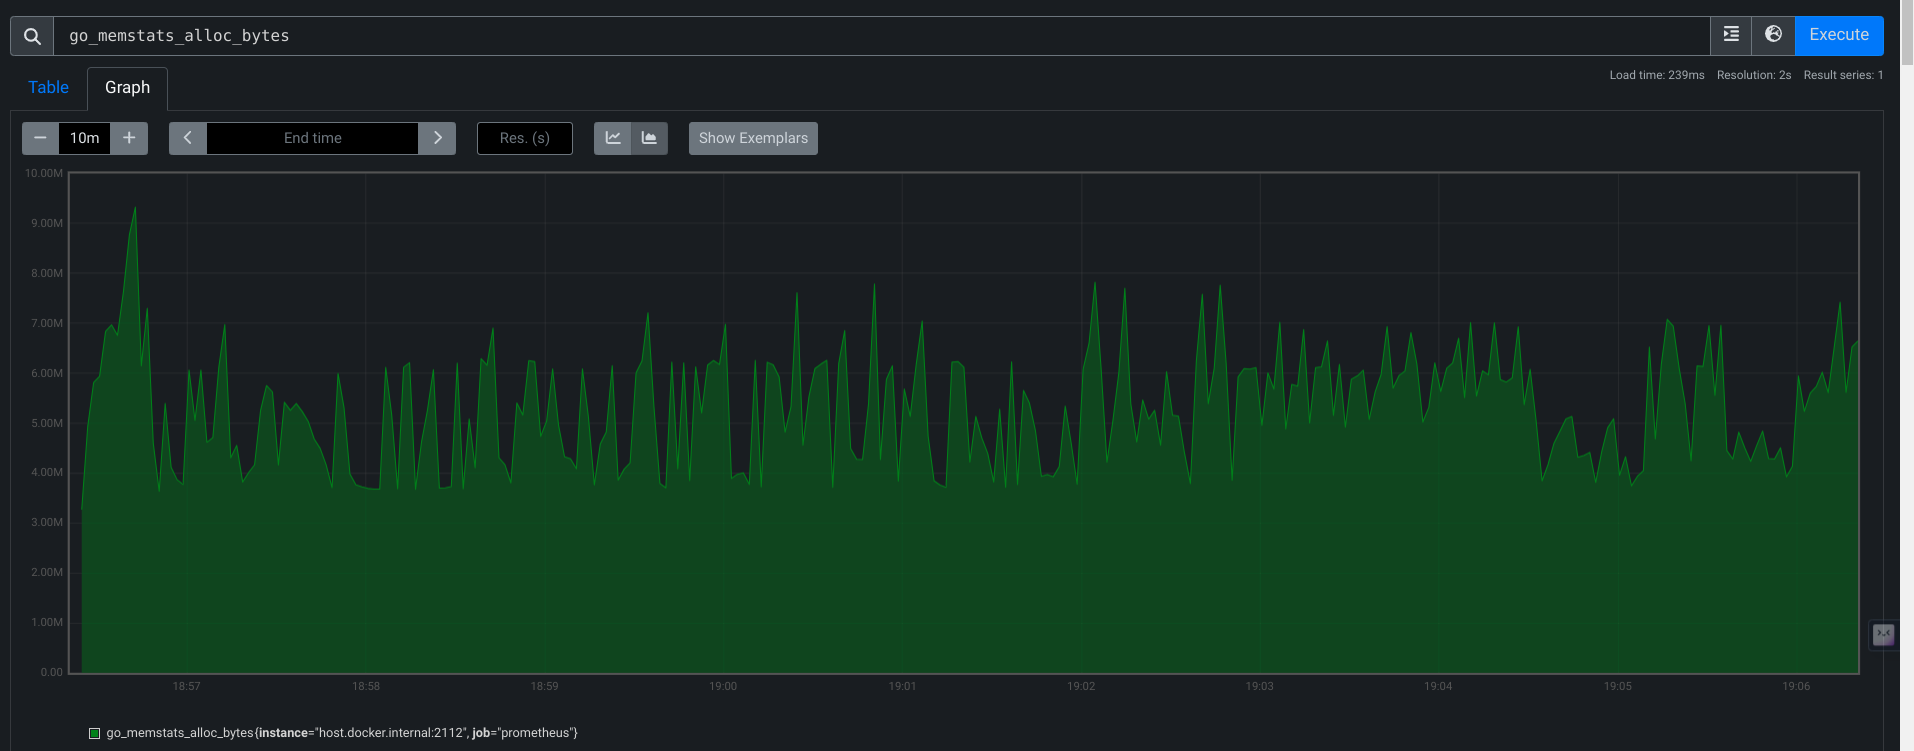 go_memstats_alloc_bytes
Execute
Table
Graph
Load time: 239ms Resolution: 2s Result series: 1
10m
End time
Res. (s)
Show Exemplars
10.00M
9.00M
8.00M
7.00M
6.00M
5.00M
4.00M
3.00M
2.00M
1.00M
0.00
18:57 18:58 18:59 19:00 19:01 19:02 19:03 19:04 19:05 19:06
go_memstats_alloc_bytes{instance="host.docker.internal:2112", job="prometheus"}